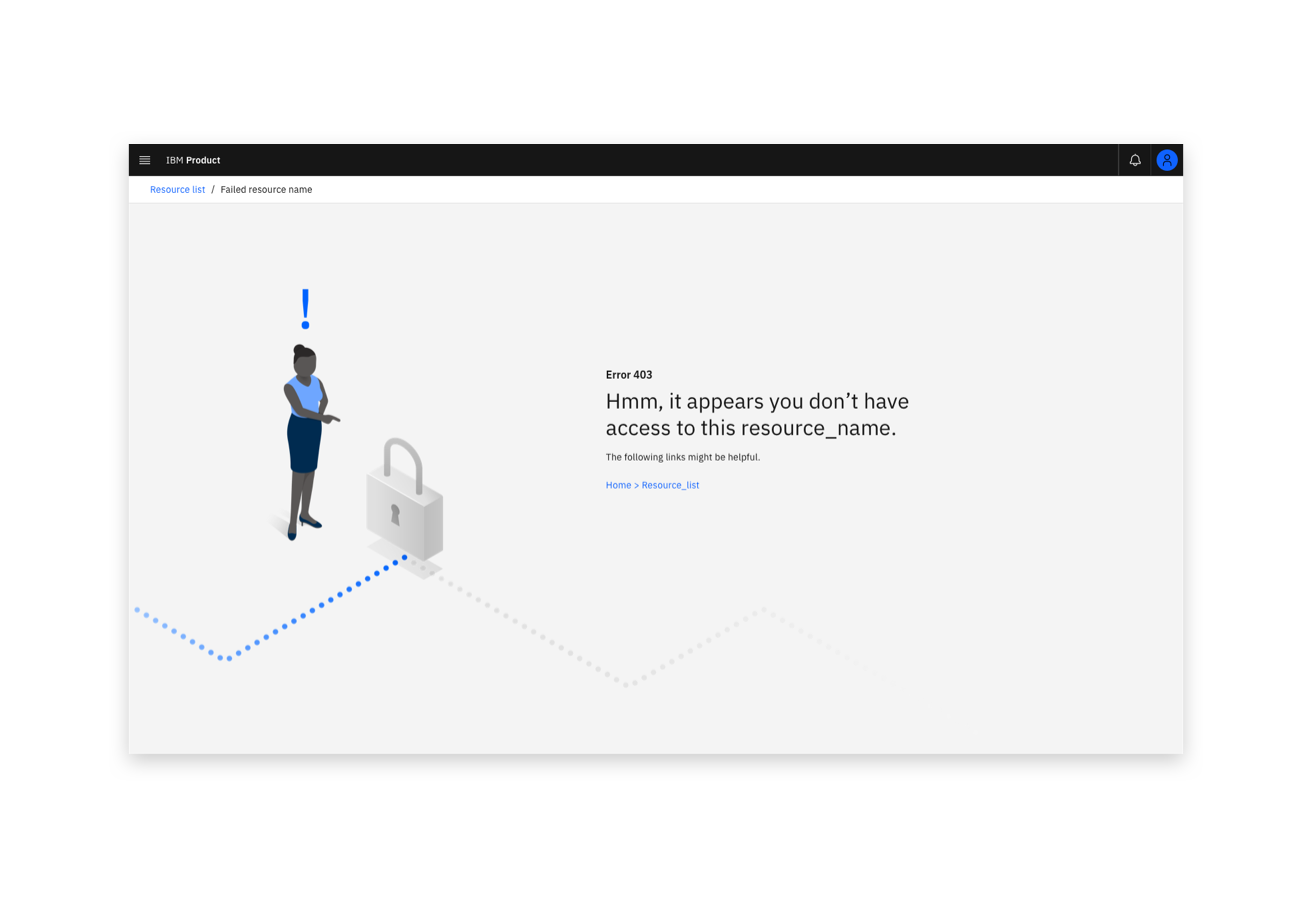 IBM Product
Resource list / Failed resource name
!
Error 403
Hmm, it appears you don’t have
access to this resource_name.
The following links might be helpful.
Home > Resource_list